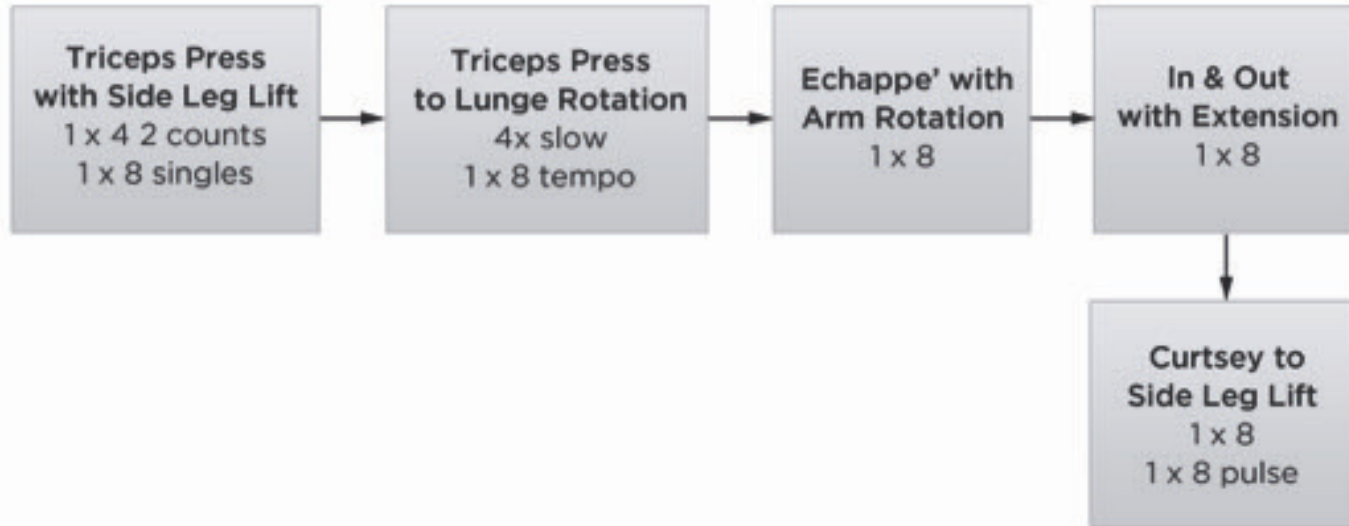 Triceps Press
with Side Leg Lift
1 x 4 2 counts
1 x 8 singles
Triceps Press
to Lunge Rotation
4x slow
1 x 8 tempo
Echappe' with
Arm Rotation
1 x 8
In & Out
with Extension
1 x 8
Curtsey to
Side Leg Lift
1 x 8
1 x 8 pulse